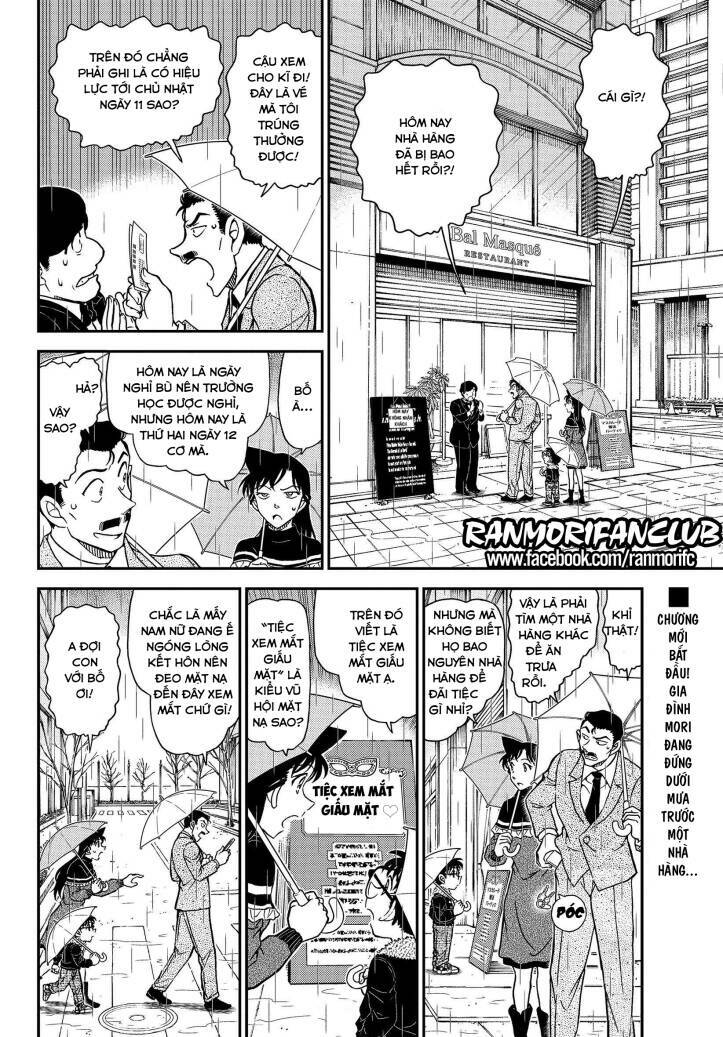 CÁI GÌ?!
HÔM NAY
NHÀ HÀNG
ĐÃ BỊ BAO
HẾT RỒI?!
Bal Masqué
RESTAURANT
HÔM NAY
KHÁCH
CẬU XEM
CHO KĨ ĐI!
ĐÂY LÀ VÉ
MÀ TÔI
TRÚNG
THƯỞNG
ĐƯỢC!
TRÊN ĐÓ CHẲNG
PHẢI GHI LÀ CÓ HIỆU
LỰC TỚI CHỦ NHẬT
NGÀY 11 SAO?
BỐ
À...
HÔM NAY LÀ NGÀY
NGHỈ BÙ NÊN TRƯỜNG
HỌC ĐƯỢC NGHỈ,
NHƯNG HÔM NAY LÀ
THỨ HAI NGÀY 12
CƠ MÀ.
HẢ?
VẬY
SAO?
RANMORIFANCLUB
www.facebook.com/ranmorifc
CHƯƠNG
MỚI
BẮT
ĐẦU!
GIA
ĐÌNH
MORI
ĐANG
ĐỨNG
DƯỚI
MƯA
TRƯỚC
MỘT
NHÀ
HÀNG...
KHỈ
THẬT!
VẬY LÀ PHẢI
TÌM MỘT NHÀ
HÀNG KHÁC
ĐỂ ĂN
TRƯA
RỒI.
NHƯNG MÀ
KHÔNG BIẾT
HỌ BAO
NGUYÊN NHÀ
HÀNG ĐỂ
ĐÃI TIỆC
GÌ NHỈ?
PÓC
TRÊN ĐÓ
VIẾT LÀ
TIỆC XEM
MẮT GIẤU
MẶT Ạ.
"TIỆC
XEM MẮT
GIẤU
MẶT" LÀ
KIỂU VŨ
HỘI MẶT
NẠ SAO?
TIỆC XEM MẮT
GIẤU MẶT ♡
CHẮC LÀ MẤY
NAM NỮ ĐANG Ế
NGÓNG LÒNG
KẾT HÔN NÊN
ĐEO MẶT NẠ
ĐẾN ĐÂY XEM
MẮT CHỨ GÌ!
A ĐỢI
CON
VỚI BỐ
ƠI!